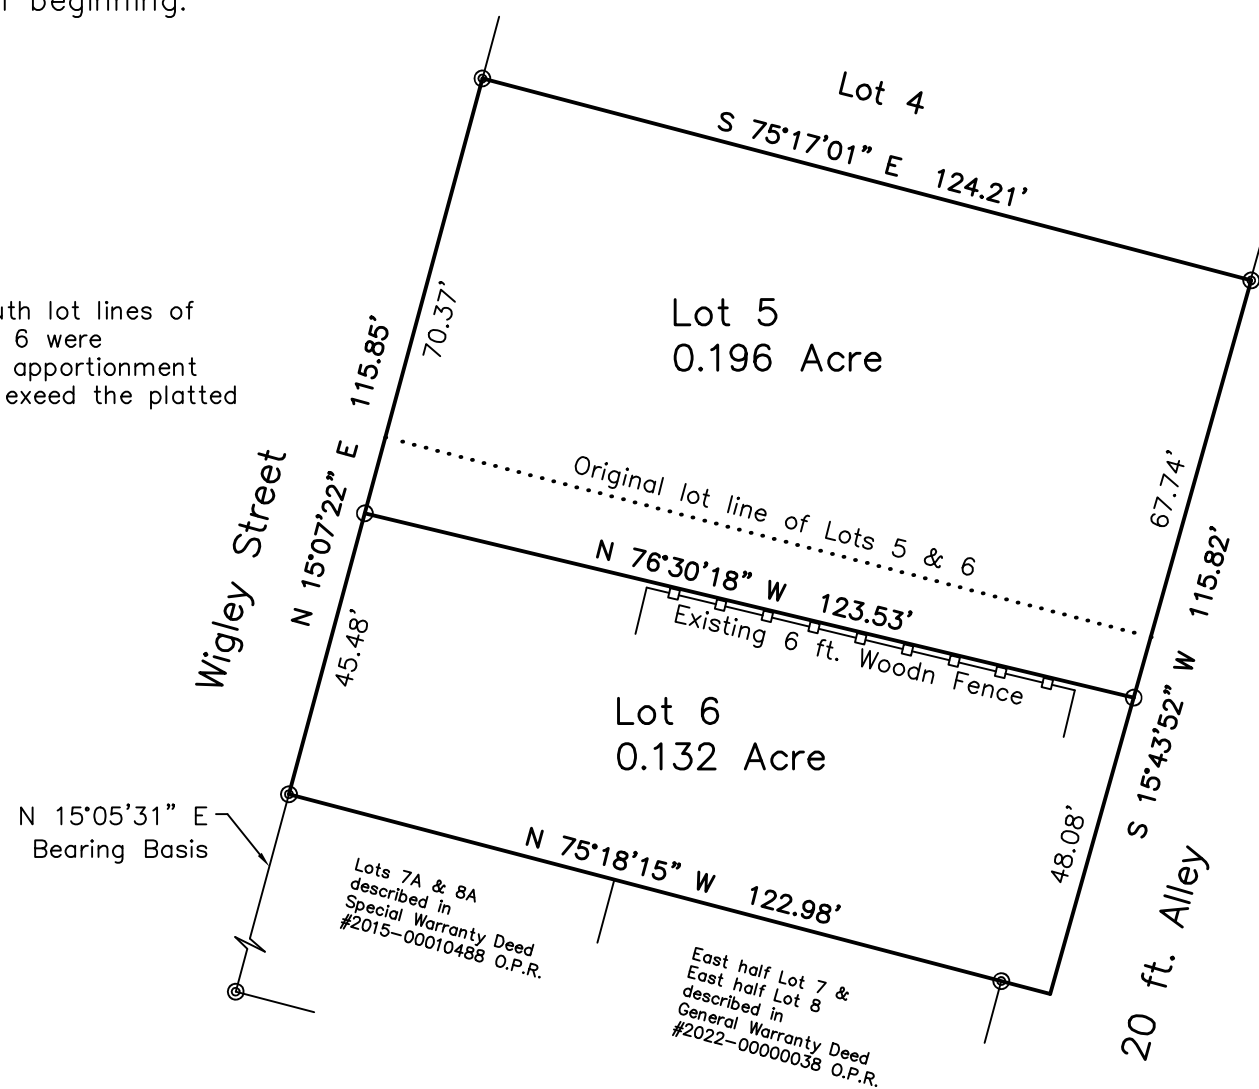 beginning.
Lot 4
S 75°17'01" E 124.21'
Lot 5
0.196 Acre
lot lines of
6 were
apportionment
exeed the platted
70.37'
N 15°07'22" E 115.85'
Wigley Street
Original lot line of Lots 5 & 6
67.74'
N 76°30'18" W 123.53'
Existing 6 ft. Woodn Fence
S 15°43'52" W 115.82'
45.48'
Lot 6
0.132 Acre
48.08'
N 15°05'31" E
Bearing Basis
N 75°18'15" W 122.98'
Lots 7A & 8A
described in
Special Warranty Deed
#2015-00010488 O.P.R.
East half Lot 7 &
East half Lot 8
described in
General Warranty Deed
#2022-00000038 O.P.R.
20 ft. Alley